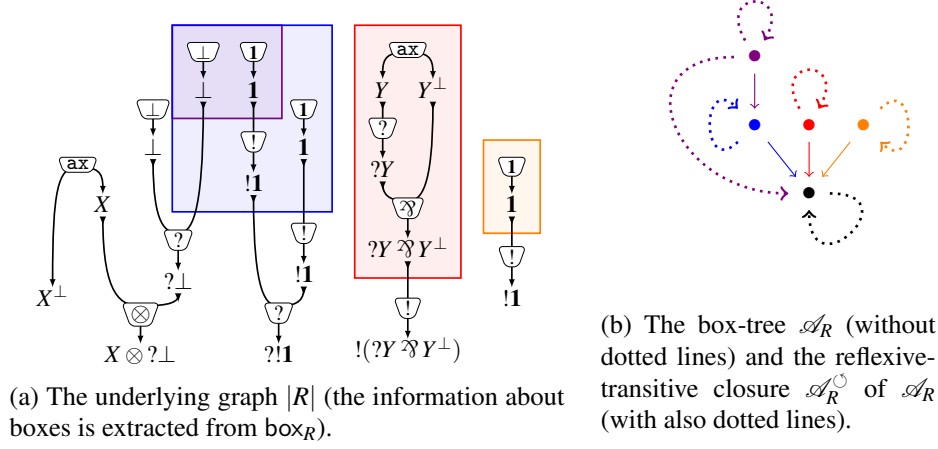 ⊥ 1 ax
⊥ 1 Y Y⊥
⊥ 1 ? 1
⊥ ! 1 ?Y 1
ax !1
X ? ! ⅋ !
?⊥ !1 ?Y ⅋ Y⊥
X⊥ !1
⊗ ? !
X ⊗ ?⊥ ?!1 !(?Y ⅋ Y⊥)
(a) The underlying graph |R| (the information about
boxes is extracted from box_R).
(b) The box-tree 𝒜_R (without
dotted lines) and the reflexive-
transitive closure 𝒜_R^↺ of 𝒜_R
(with also dotted lines).